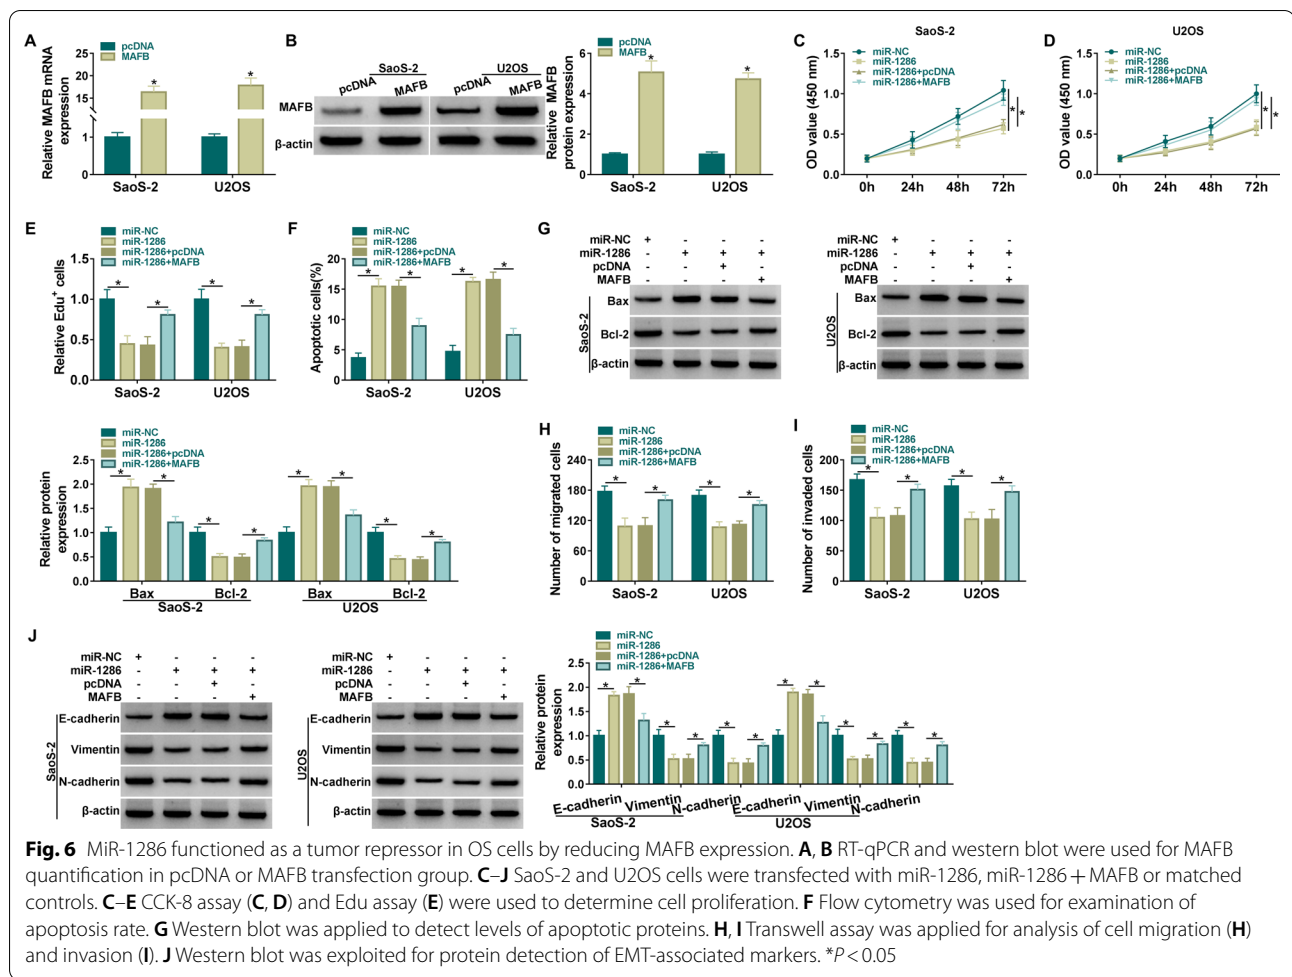 A
pcDNA
MAFB
Relative MAFB mRNA
expression
25
20
15
1
0
*
*
SaoS-2
U2OS
B
SaoS-2
U2OS
pcDNA
MAFB
pcDNA
MAFB
MAFB
β-actin
pcDNA
MAFB
Relative MAFB
protein expression
6
4
2
0
*
*
SaoS-2
U2OS
C
SaoS-2
miR-NC
miR-1286
miR-1286+pcDNA
miR-1286+MAFB
OD value (450 nm)
1.5
1.0
0.5
0.0
*
*
0h 24h 48h 72h
D
U2OS
miR-NC
miR-1286
miR-1286+pcDNA
miR-1286+MAFB
OD value (450 nm)
1.5
1.0
0.5
0.0
*
*
0h 24h 48h 72h
E
miR-NC
miR-1286
miR-1286+pcDNA
miR-1286+MAFB
Relative Edu⁺ cells
1.5
1.0
0.5
0.0
* * * *
SaoS-2 U2OS
F
miR-NC
miR-1286
miR-1286+pcDNA
miR-1286+MAFB
Apoptotic cells(%)
20
15
10
5
0
* * * *
SaoS-2 U2OS
G
miR-NC + - - -
miR-1286 - + + +
pcDNA - - + -
MAFB - - - +
SaoS-2
Bax
Bcl-2
β-actin
miR-NC + - - -
miR-1286 - + + +
pcDNA - - + -
MAFB - - - +
U2OS
Bax
Bcl-2
β-actin
miR-NC
miR-1286
miR-1286+pcDNA
miR-1286+MAFB
Relative protein
expression
2.5
2.0
1.5
1.0
0.5
0.0
* * * * * * * *
Bax Bcl-2 Bax Bcl-2
SaoS-2 U2OS
H
miR-NC
miR-1286
miR-1286+pcDNA
miR-1286+MAFB
Number of migrated cells
240
180
120
60
0
* * * *
SaoS-2 U2OS
I
miR-NC
miR-1286
miR-1286+pcDNA
miR-1286+MAFB
Number of invaded cells
200
150
100
50
0
* * * *
SaoS-2 U2OS
J
miR-NC + - - -
miR-1286 - + + +
pcDNA - - + -
MAFB - - - +
SaoS-2
E-cadherin
Vimentin
N-cadherin
β-actin
miR-NC + - - -
miR-1286 - + + +
pcDNA - - + -
MAFB - - - +
U2OS
E-cadherin
Vimentin
N-cadherin
β-actin
miR-NC
miR-1286
miR-1286+pcDNA
miR-1286+MAFB
Relative protein
expression
2.5
2.0
1.5
1.0
0.5
0.0
* * * * * * * * * * * *
E-cadherin Vimentin N-cadherin E-cadherin Vimentin N-cadherin
SaoS-2 U2OS
Fig. 6 MiR-1286 functioned as a tumor repressor in OS cells by reducing MAFB expression. A, B RT-qPCR and western blot were used for MAFB
quantification in pcDNA or MAFB transfection group. C–J SaoS-2 and U2OS cells were transfected with miR-1286, miR-1286 + MAFB or matched
controls. C–E CCK-8 assay (C, D) and Edu assay (E) were used to determine cell proliferation. F Flow cytometry was used for examination of
apoptosis rate. G Western blot was applied to detect levels of apoptotic proteins. H, I Transwell assay was applied for analysis of cell migration (H)
and invasion (I). J Western blot was exploited for protein detection of EMT-associated markers. *P < 0.05